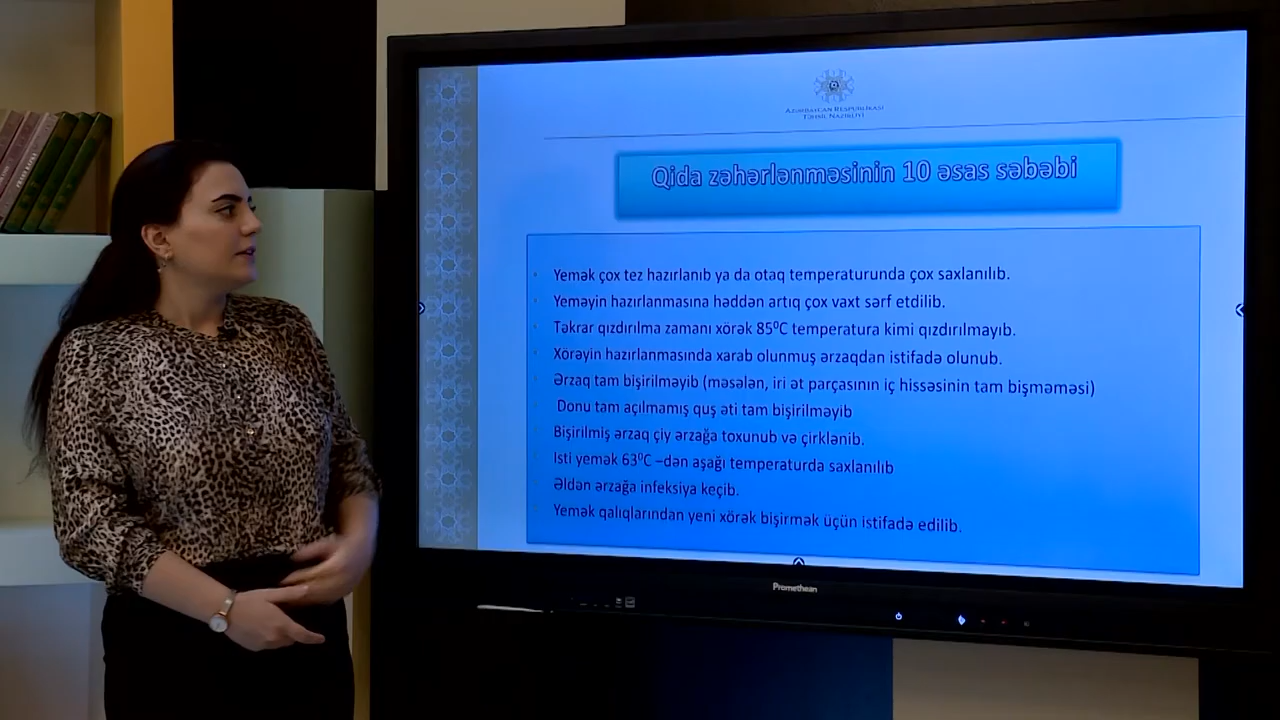 AZƏRBAYCAN RESPUBLİKASI
TƏHSİL NAZİRLİYİ
Qida zəhərlənməsinin 10 əsas səbəbi
Yemək çox tez hazırlanıb ya da otaq temperaturunda çox saxlanılıb.
Yeməyin hazırlanmasına həddən artıq çox vaxt sərf etdilib.
Təkrar qızdırılma zamanı xörək 85⁰C temperatura kimi qızdırılmayıb.
Xörəyin hazırlanmasında xarab olunmuş ərzaqdan istifadə olunub.
Ərzaq tam bişirilməyib (məsələn, iri ət parçasının iç hissəsinin tam bişməməsi)
Donu tam açılmamış quş əti tam bişirilməyib
Bişirilmiş ərzaq çiy ərzağa toxunub və çirklənib.
Isti yemək 63⁰C –dən aşağı temperaturda saxlanılıb
Əldən ərzağa infeksiya keçib.
Yemək qalıqlarından yeni xörək bişirmək üçün istifadə edilib.
Promethean